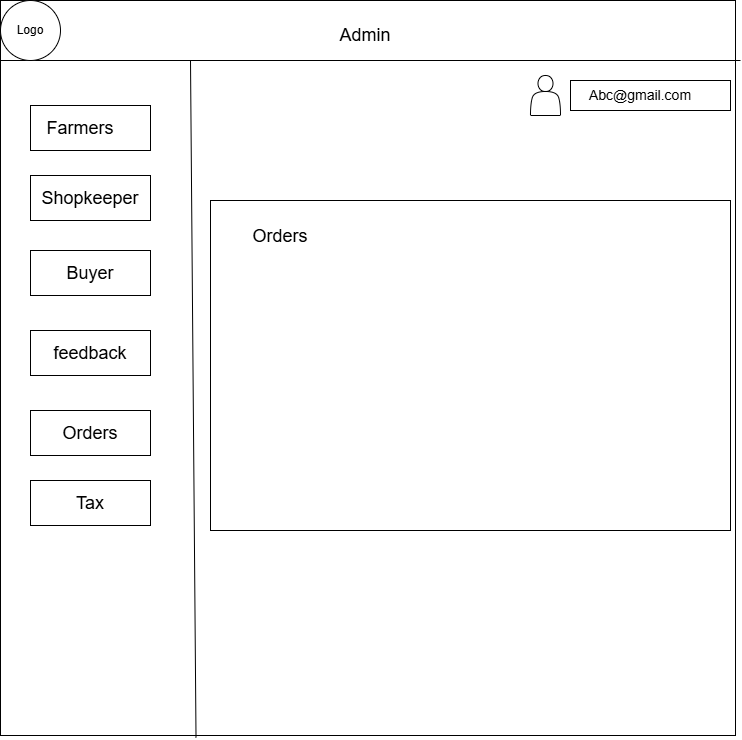 Logo
Admin
Abc@gmail.com
Farmers
Shopkeeper
Buyer
feedback
Orders
Tax
Orders